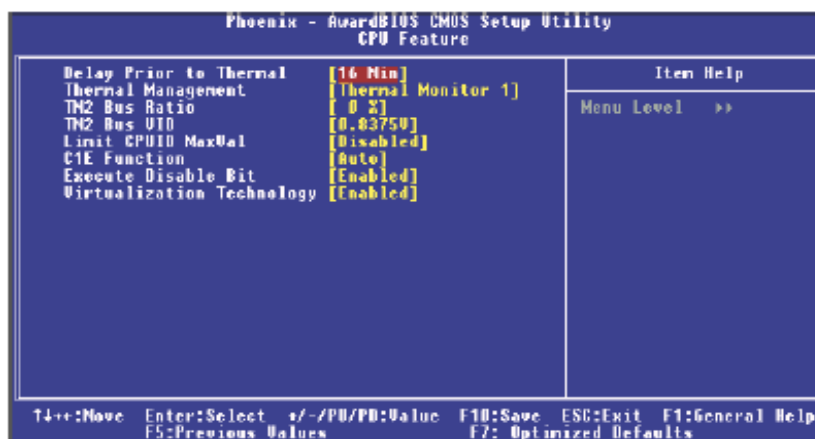 Phoenix - AwardBIOS CMOS Setup Utility
CPU Feature
Delay Prior to Thermal [16 Min]
Thermal Management [Thermal Monitor 1]
TM2 Bus Ratio [ 0 X]
TM2 Bus VID [0.8375V]
Limit CPUID MaxVal [Disabled]
C1E Function [Auto]
Execute Disable Bit [Enabled]
Virtualization Technology [Enabled]
Item Help
Menu Level ▸▸
↑↓→←:Move Enter:Select +/-/PU/PD:Value F10:Save ESC:Exit F1:General Help
F5:Previous Values F7: Optimized Defaults